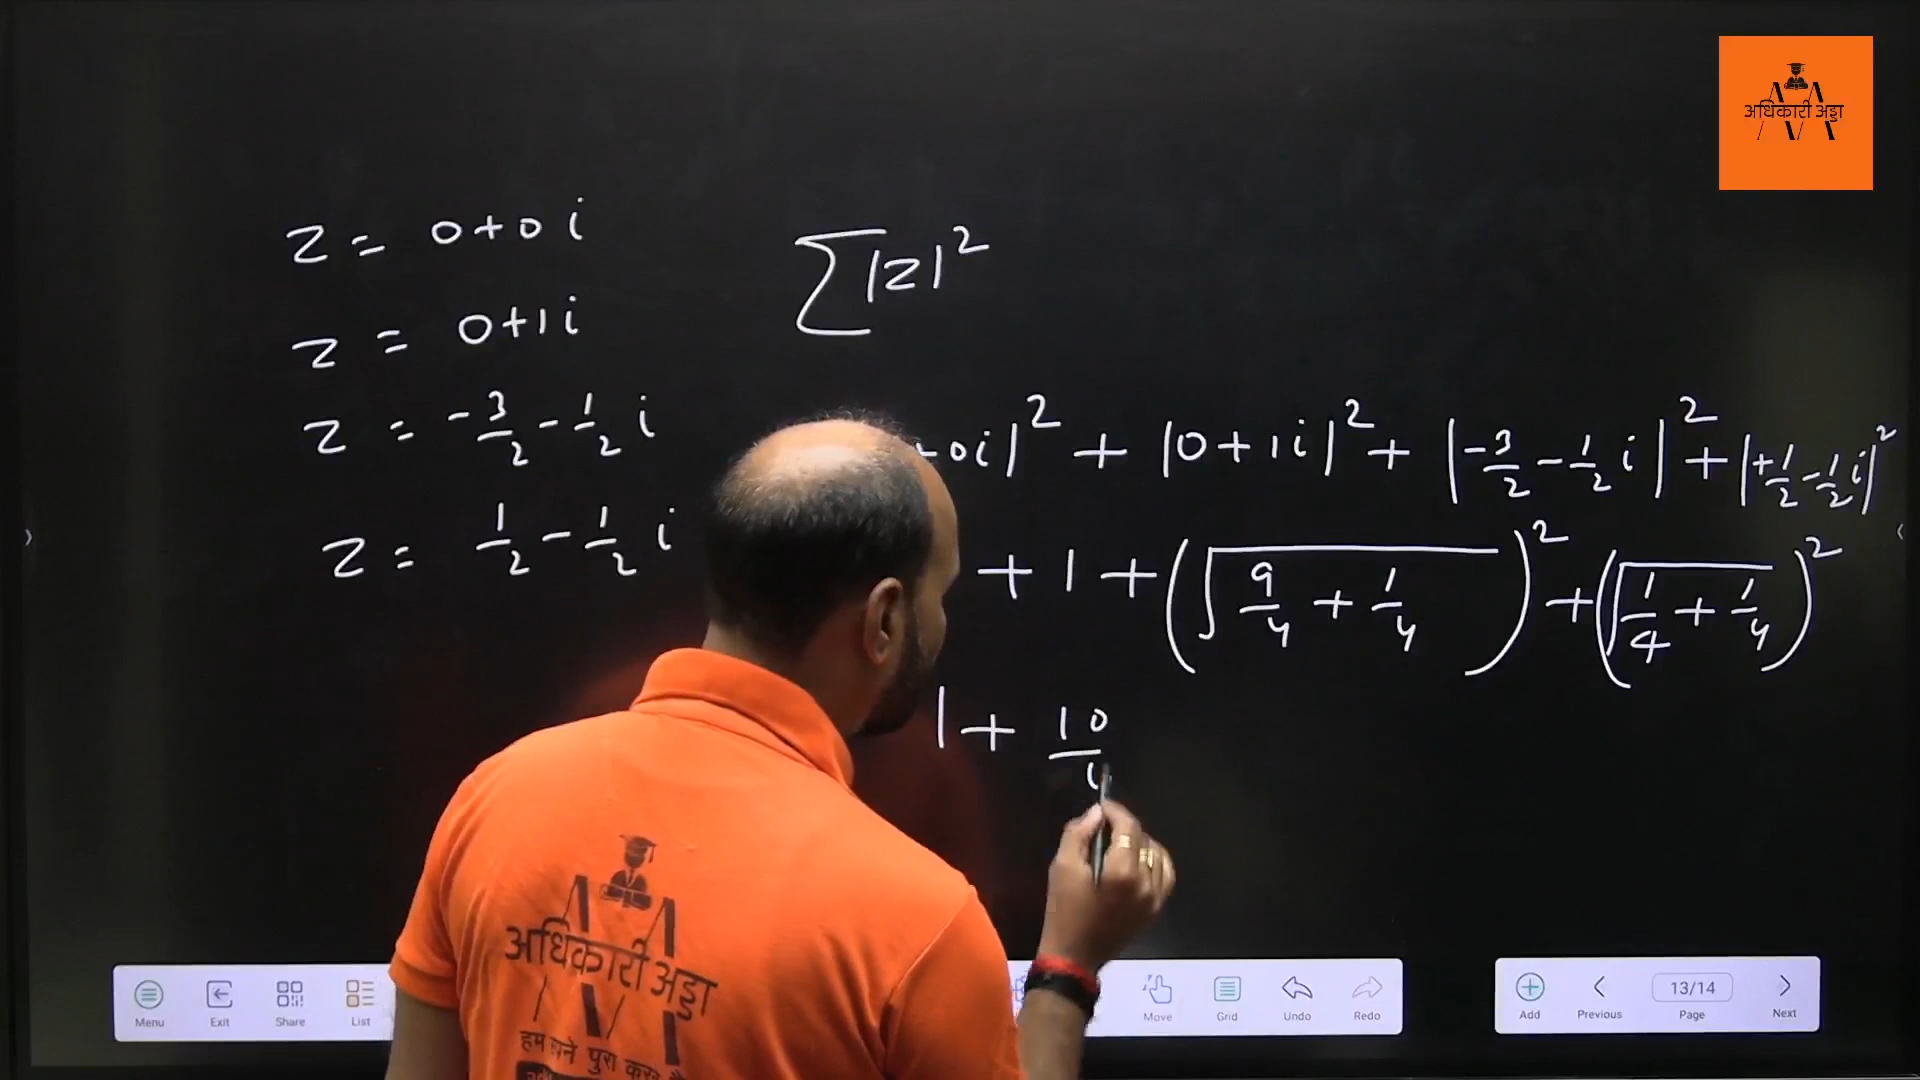 अधिकारी अड्डा
z = 0+0i
z = 0+1i
z = -3/2 - 1/2 i
z = 1/2 - 1/2 i
∑|z|²
+0i|² + |0+1i|² + |-3/2 - 1/2 i|² + |+1/2 - 1/2 i|²
+ 1 + (√(9/4 + 1/4))² + (√(1/4 + 1/4))²
1 + 10/
अधिकारी अड्डा
हम पुरा
Menu Exit Share List Move Grid Undo Redo
Add Previous 13/14 Page Next